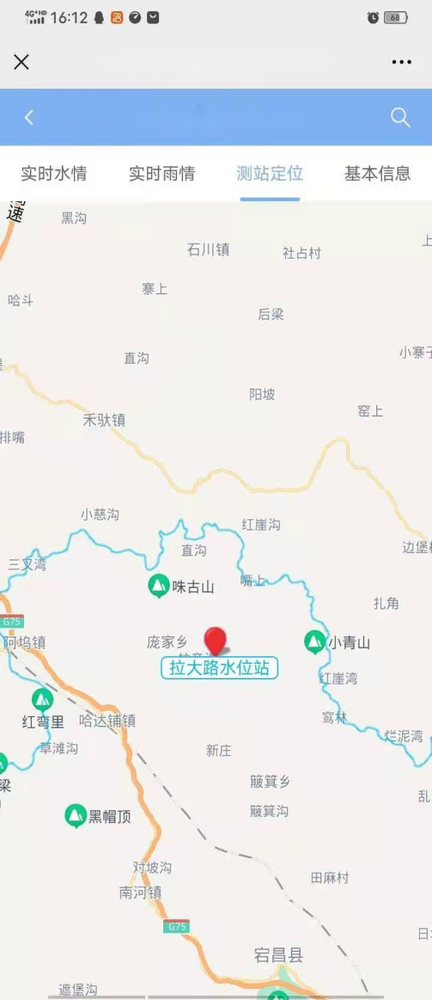 4G+HD 16:12 68
实时水情 实时雨情 测站定位 基本信息
速
黑沟
上
石川镇
社占村
寨上
哈斗
后梁
小寨子
直沟
阳坡
窑上
禾驮镇
排嘴
小慈沟
红崖沟
直沟
边堡
三叉湾
嘴上
咮古山
扎角
G75
阿坞镇
庞家乡
小青山
拉大路水位站
红崖湾
红弯里
哈达铺镇
鸾林
烂泥湾
草滩沟
新庄
梁
簸箕乡
乱
簸箕沟
黑帽顶
对坡沟
田麻村
南河镇
G75
日
宕昌县
遮堡沟